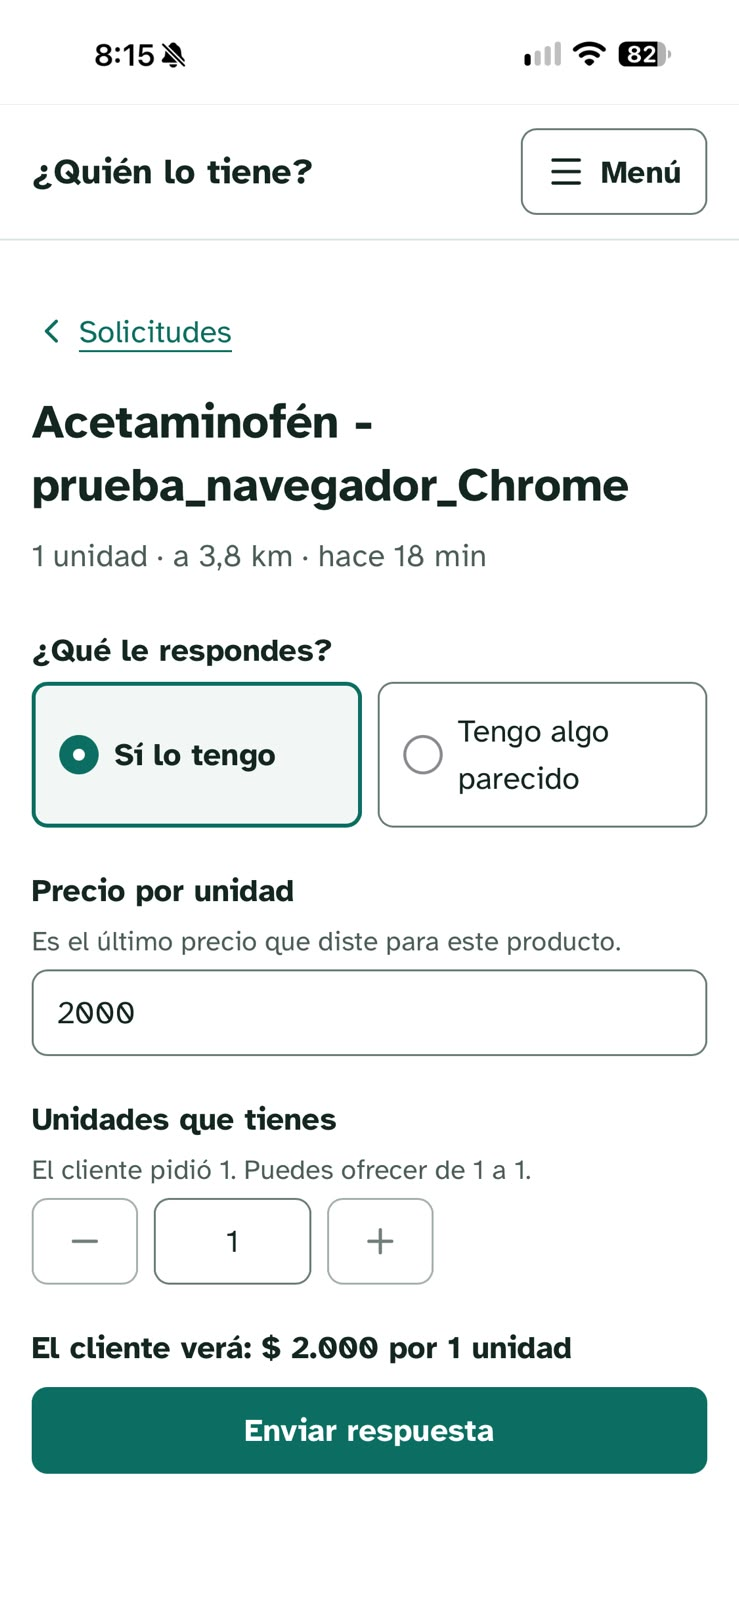 8:15
82
¿Quién lo tiene?
Menú
Solicitudes
Acetaminofén -
prueba_navegador_Chrome
1 unidad · a 3,8 km · hace 18 min
¿Qué le respondes?
Sí lo tengo
Tengo algo
parecido
Precio por unidad
Es el último precio que diste para este producto.
2000
Unidades que tienes
El cliente pidió 1. Puedes ofrecer de 1 a 1.
1
El cliente verá: $ 2.000 por 1 unidad
Enviar respuesta